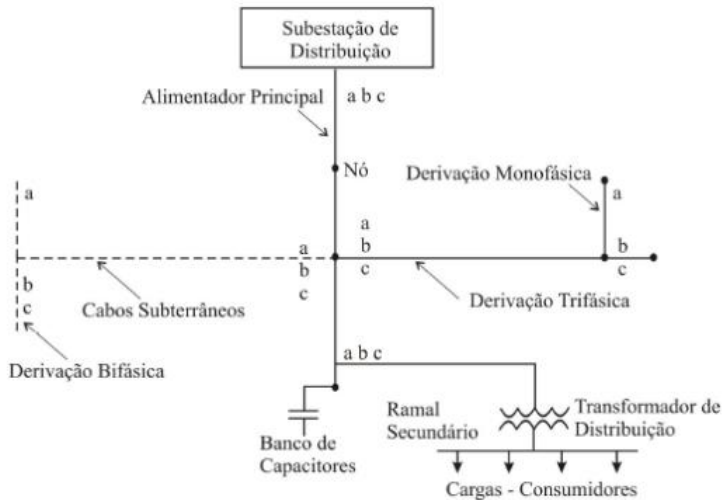 Subestação de
Distribuição
Alimentador Principal
a b c
Nó
Derivação Monofásica
a
a
a
b
c
a
b
c
b
c
b
c
Cabos Subterrâneos
Derivação Trifásica
Derivação Bifásica
a b c
Banco de
Capacitores
Ramal
Secundário
Transformador de
Distribuição
Cargas - Consumidores